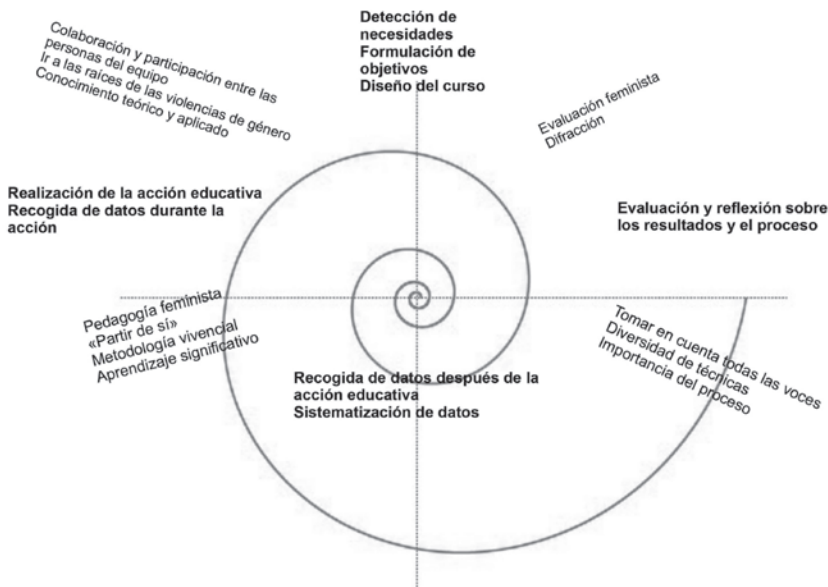 Detección de
necesidades
Formulación de
objetivos
Diseño del curso
Colaboración y participación entre las
personas del equipo
Ir a las raíces de las violencias de género
Conocimiento teórico y aplicado
Evaluación feminista
Difracción
Realización de la acción educativa
Recogida de datos durante la
acción
Evaluación y reflexión sobre
los resultados y el proceso
Pedagogía feminista
«Partir de sí»
Metodología vivencial
Aprendizaje significativo
Tomar en cuenta todas las voces
Diversidad de técnicas
Importancia del proceso
Recogida de datos después de la
acción educativa
Sistematización de datos